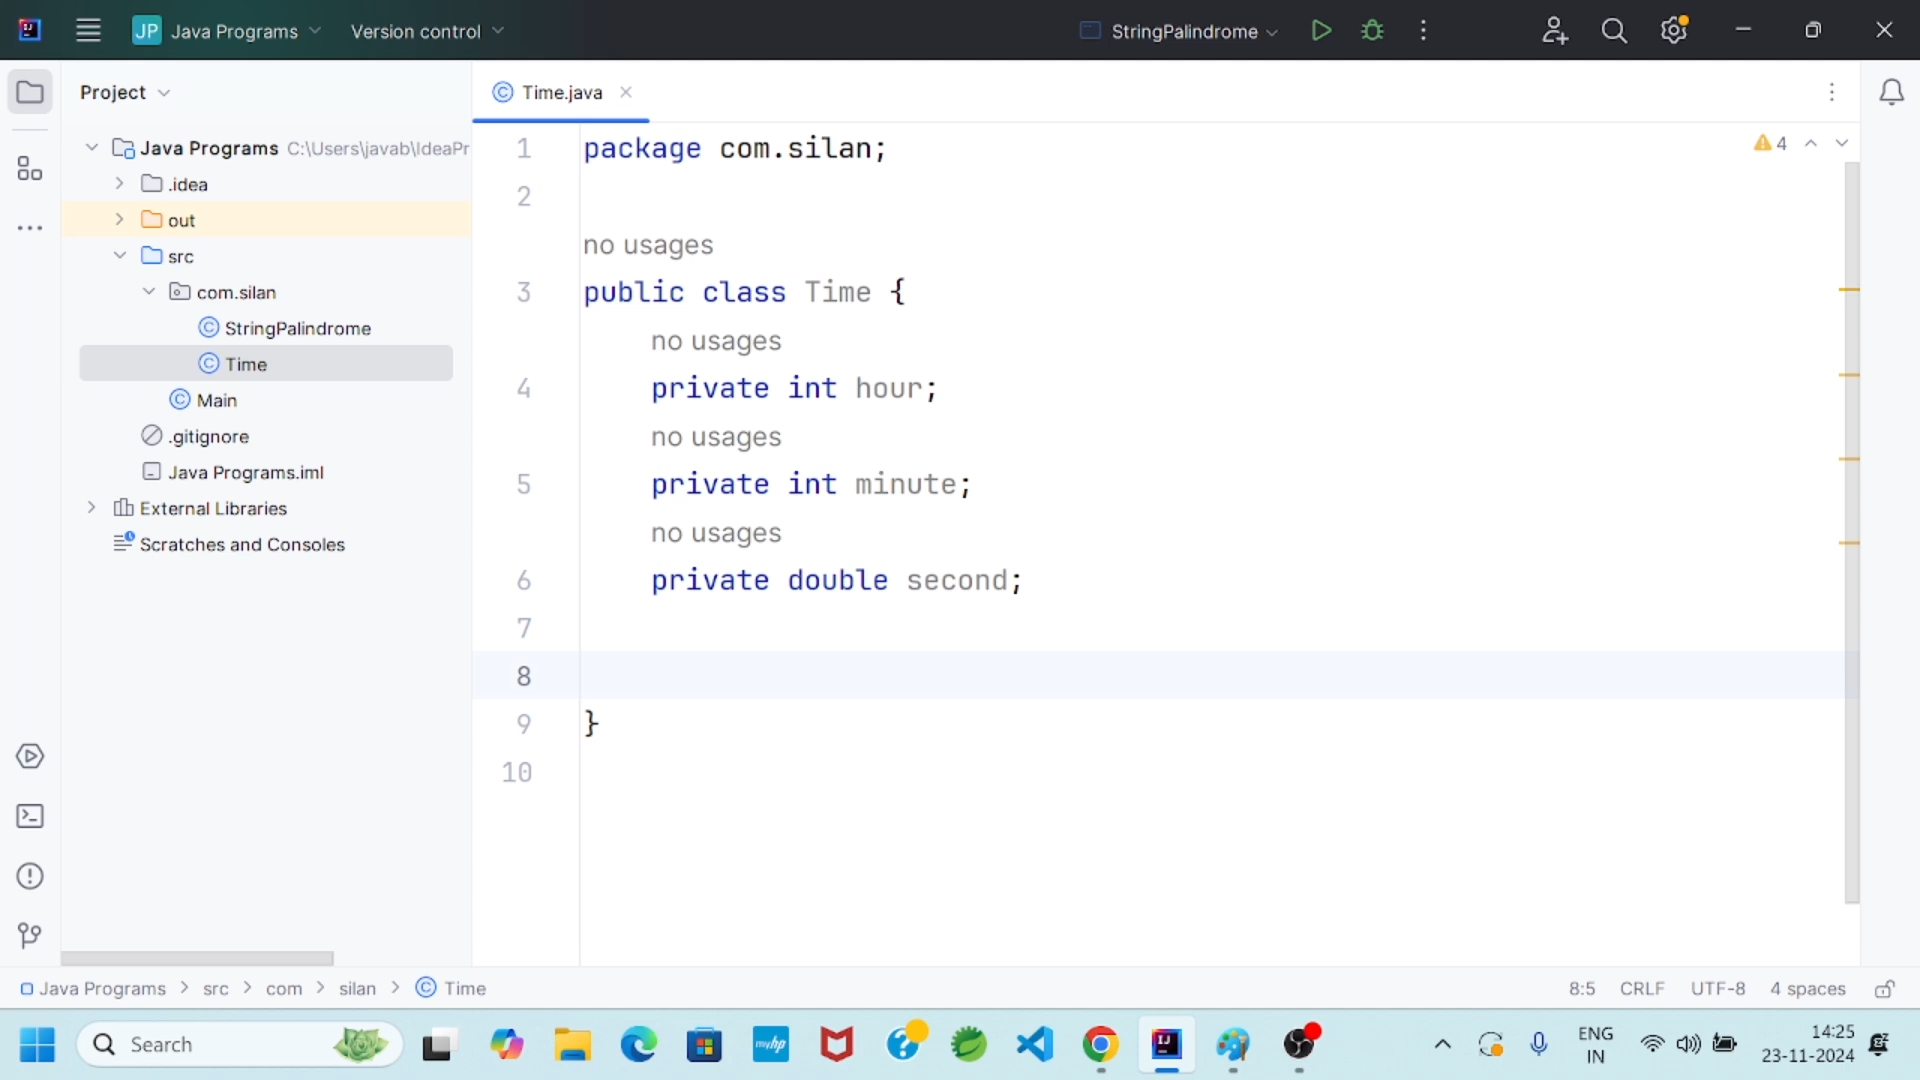 JP Java Programs Version control StringPalindrome
Project
Java Programs C:\Users\javab\IdeaPr
.idea
out
src
com.silan
StringPalindrome
Time
Main
.gitignore
Java Programs.iml
External Libraries
Scratches and Consoles
Time.java
4
1 package com.silan;
2
no usages
3 public class Time {
no usages
4 private int hour;
no usages
5 private int minute;
no usages
6 private double second;
7
8
9 }
10
Java Programs > src > com > silan > Time
8:5 CRLF UTF-8 4 spaces
Search
myhp
ENG
IN
14:25
23-11-2024